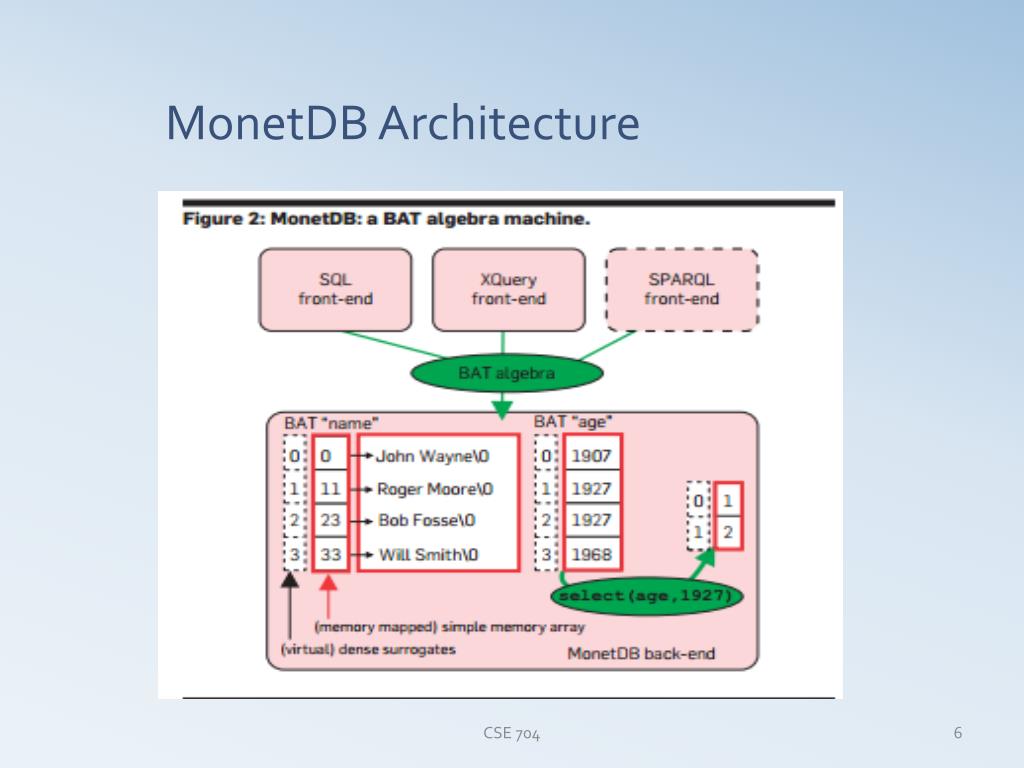 MonetDB Architecture
Figure 2: MonetDB: a BAT algebra machine.
SQL
front-end
XQuery
front-end
SPARQL
front-end
BAT algebra
BAT "name"
0 0 John Wayne\0
1 11 Roger Moore\0
2 23 Bob Fosse\0
3 33 Will Smith\0
BAT "age"
0 1907
1 1927
2 1927
3 1968
0 1
1 2
select(age,1927)
(memory mapped) simple memory array
(virtual) dense surrogates
MonetDB back-end
CSE 704
6